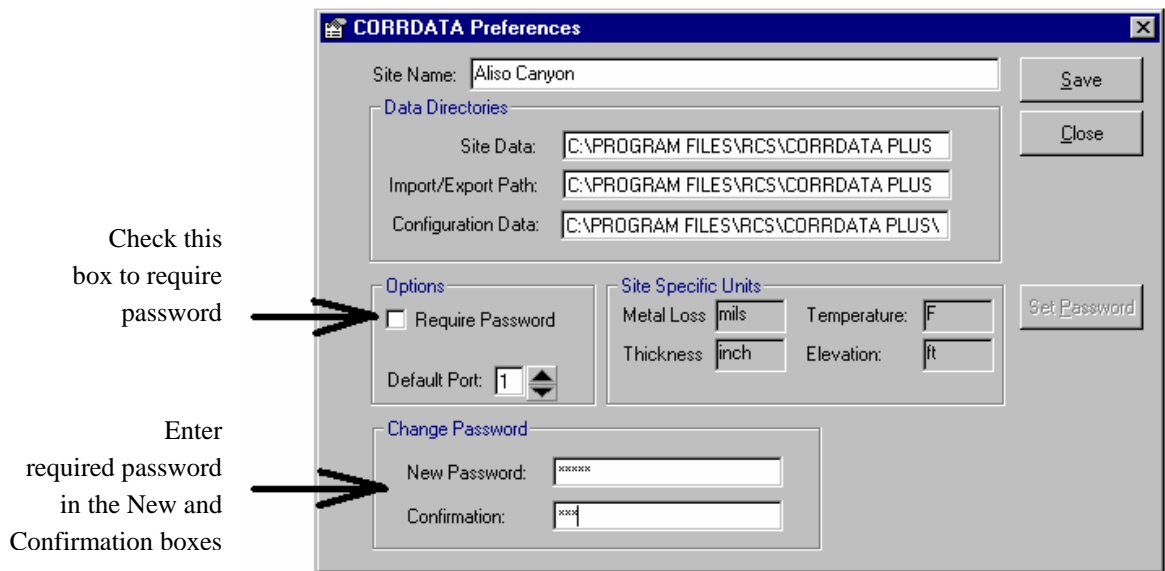 CORRDATA Preferences
Site Name: Aliso Canyon
Save
Data Directories
Close
Site Data: C:\PROGRAM FILES\RCS\CORRDATA PLUS
Import/Export Path: C:\PROGRAM FILES\RCS\CORRDATA PLUS
Configuration Data: C:\PROGRAM FILES\RCS\CORRDATA PLUS\
Check this
box to require
password
Options
Require Password
Default Port: 1
Site Specific Units
Metal Loss mils Temperature: F
Thickness inch Elevation: ft
Set Password
Enter
required password
in the New and
Confirmation boxes
Change Password
New Password: *****
Confirmation: ***